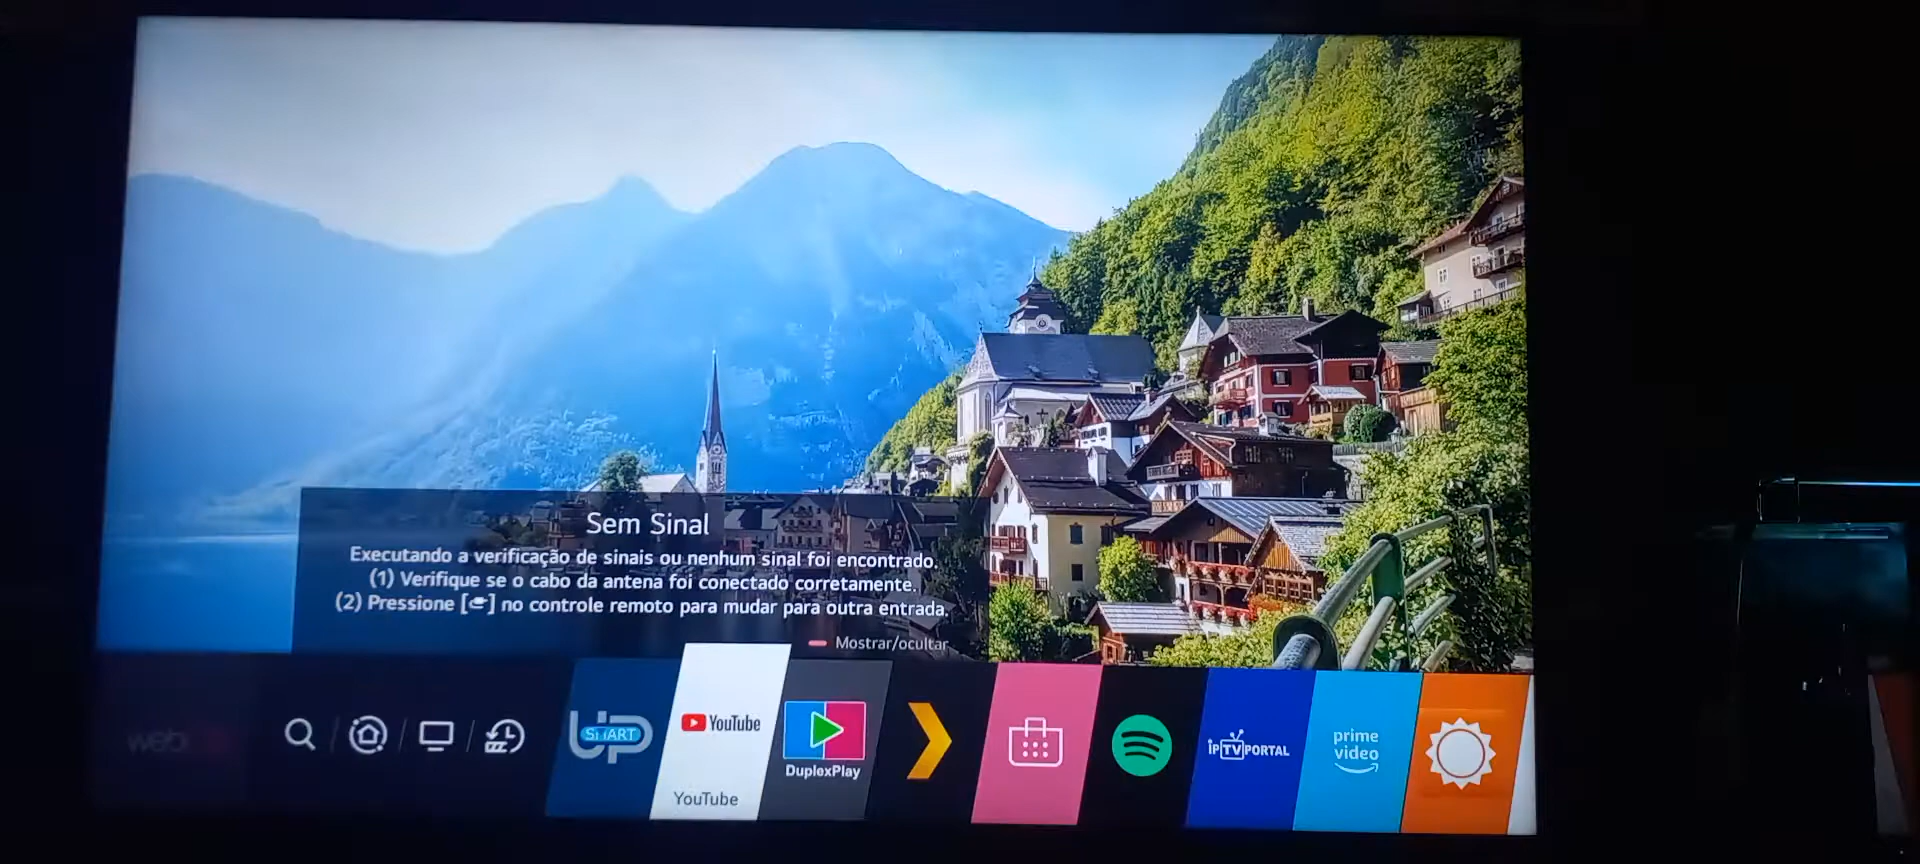 Sem Sinal
Executando a verificação de sinais ou nenhum sinal foi encontrado.
(1) Verifique se o cabo da antena foi conectado corretamente.
(2) Pressione [ ] no controle remoto para mudar para outra entrada.
Mostrar/ocultar
web
UP SMART
YouTube
DuplexPlay
IPTV PORTAL
prime video
YouTube